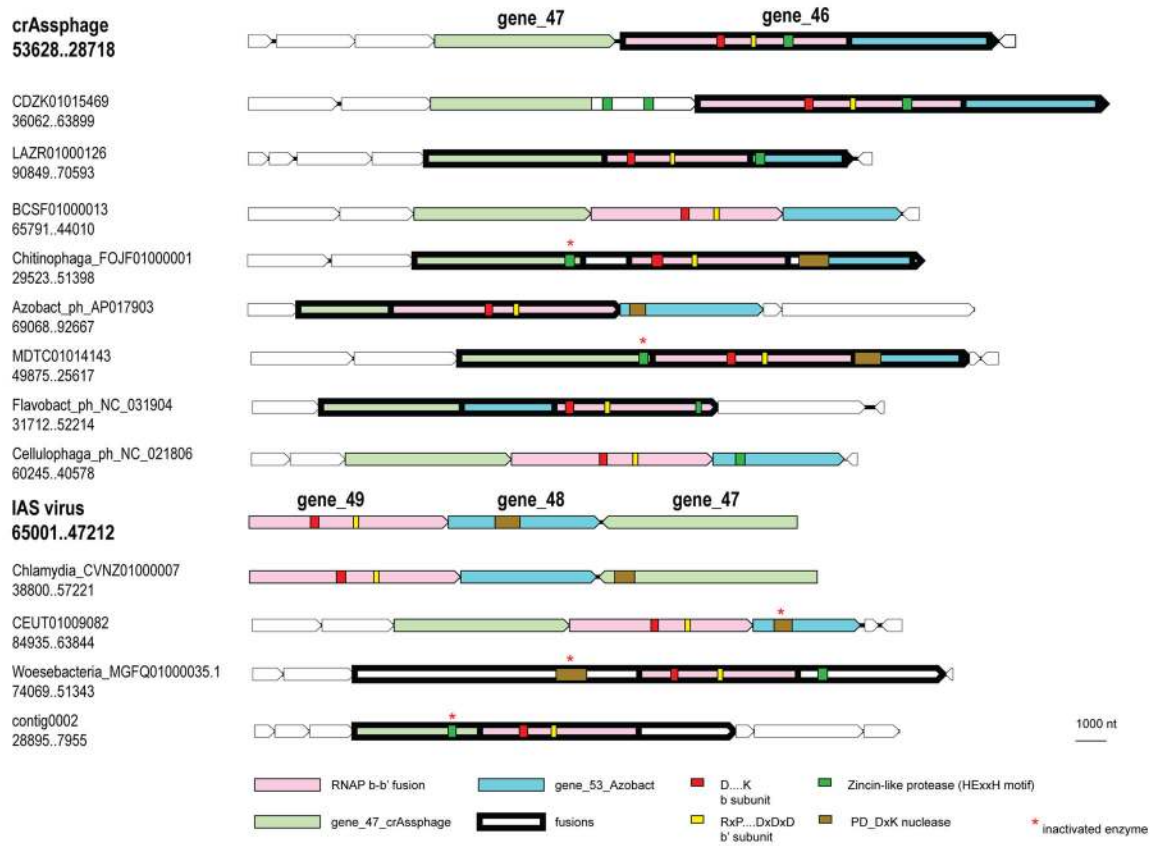 crAssphage
53628..28718
gene_47
gene_46
CDZK01015469
36062..63899
LAZR01000126
90849..70593
BCSF01000013
65791..44010
Chitinophaga_FOJF01000001
29523..51398
*
Azobact_ph_AP017903
69068..92667
MDTC01014143
49875..25617
*
Flavobact_ph_NC_031904
31712..52214
Cellulophaga_ph_NC_021806
60245..40578
IAS virus
65001..47212
gene_49
gene_48
gene_47
Chlamydia_CVNZ01000007
38800..57221
CEUT01009082
84935..63844
*
Woesebacteria_MGFQ01000035.1
74069..51343
*
contig0002
28895..7955
*
1000 nt
RNAP b-b' fusion
gene_53_Azobact
D....K
b subunit
Zincin-like protease (HExxH motif)
gene_47_crAssphage
fusions
RxP....DxDxD
b' subunit
PD_DxK nuclease
* inactivated enzyme